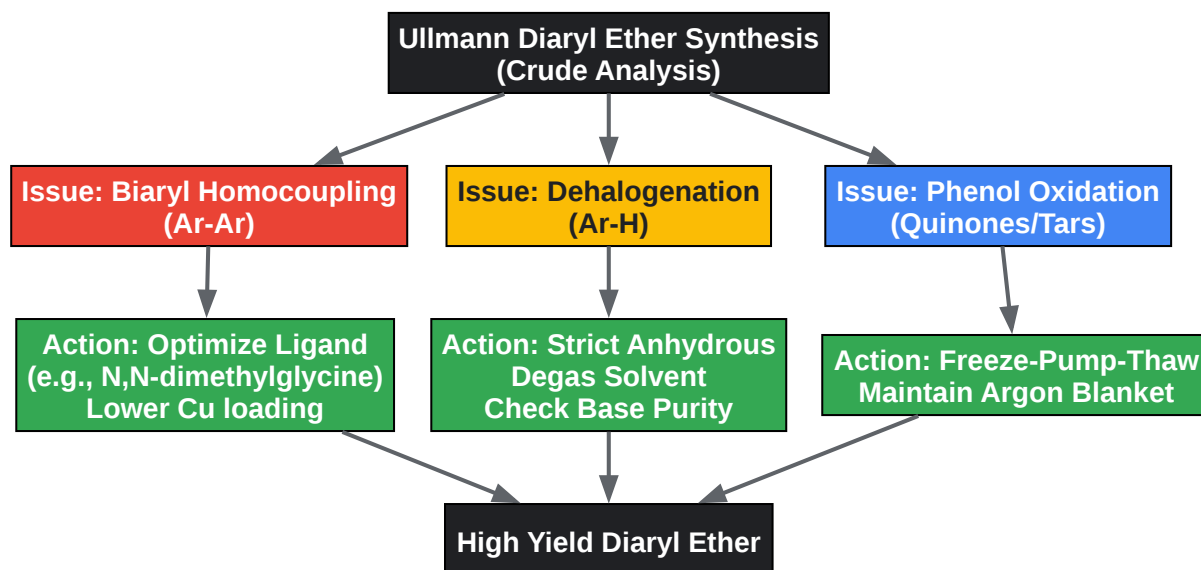 Ullmann Diaryl Ether Synthesis
(Crude Analysis)
Issue: Biaryl Homocoupling
(Ar-Ar)
Issue: Dehalogenation
(Ar-H)
Issue: Phenol Oxidation
(Quinones/Tars)
Action: Optimize Ligand
(e.g., N,N-dimethylglycine)
Lower Cu loading
Action: Strict Anhydrous
Degas Solvent
Check Base Purity
Action: Freeze-Pump-Thaw
Maintain Argon Blanket
High Yield Diaryl Ether